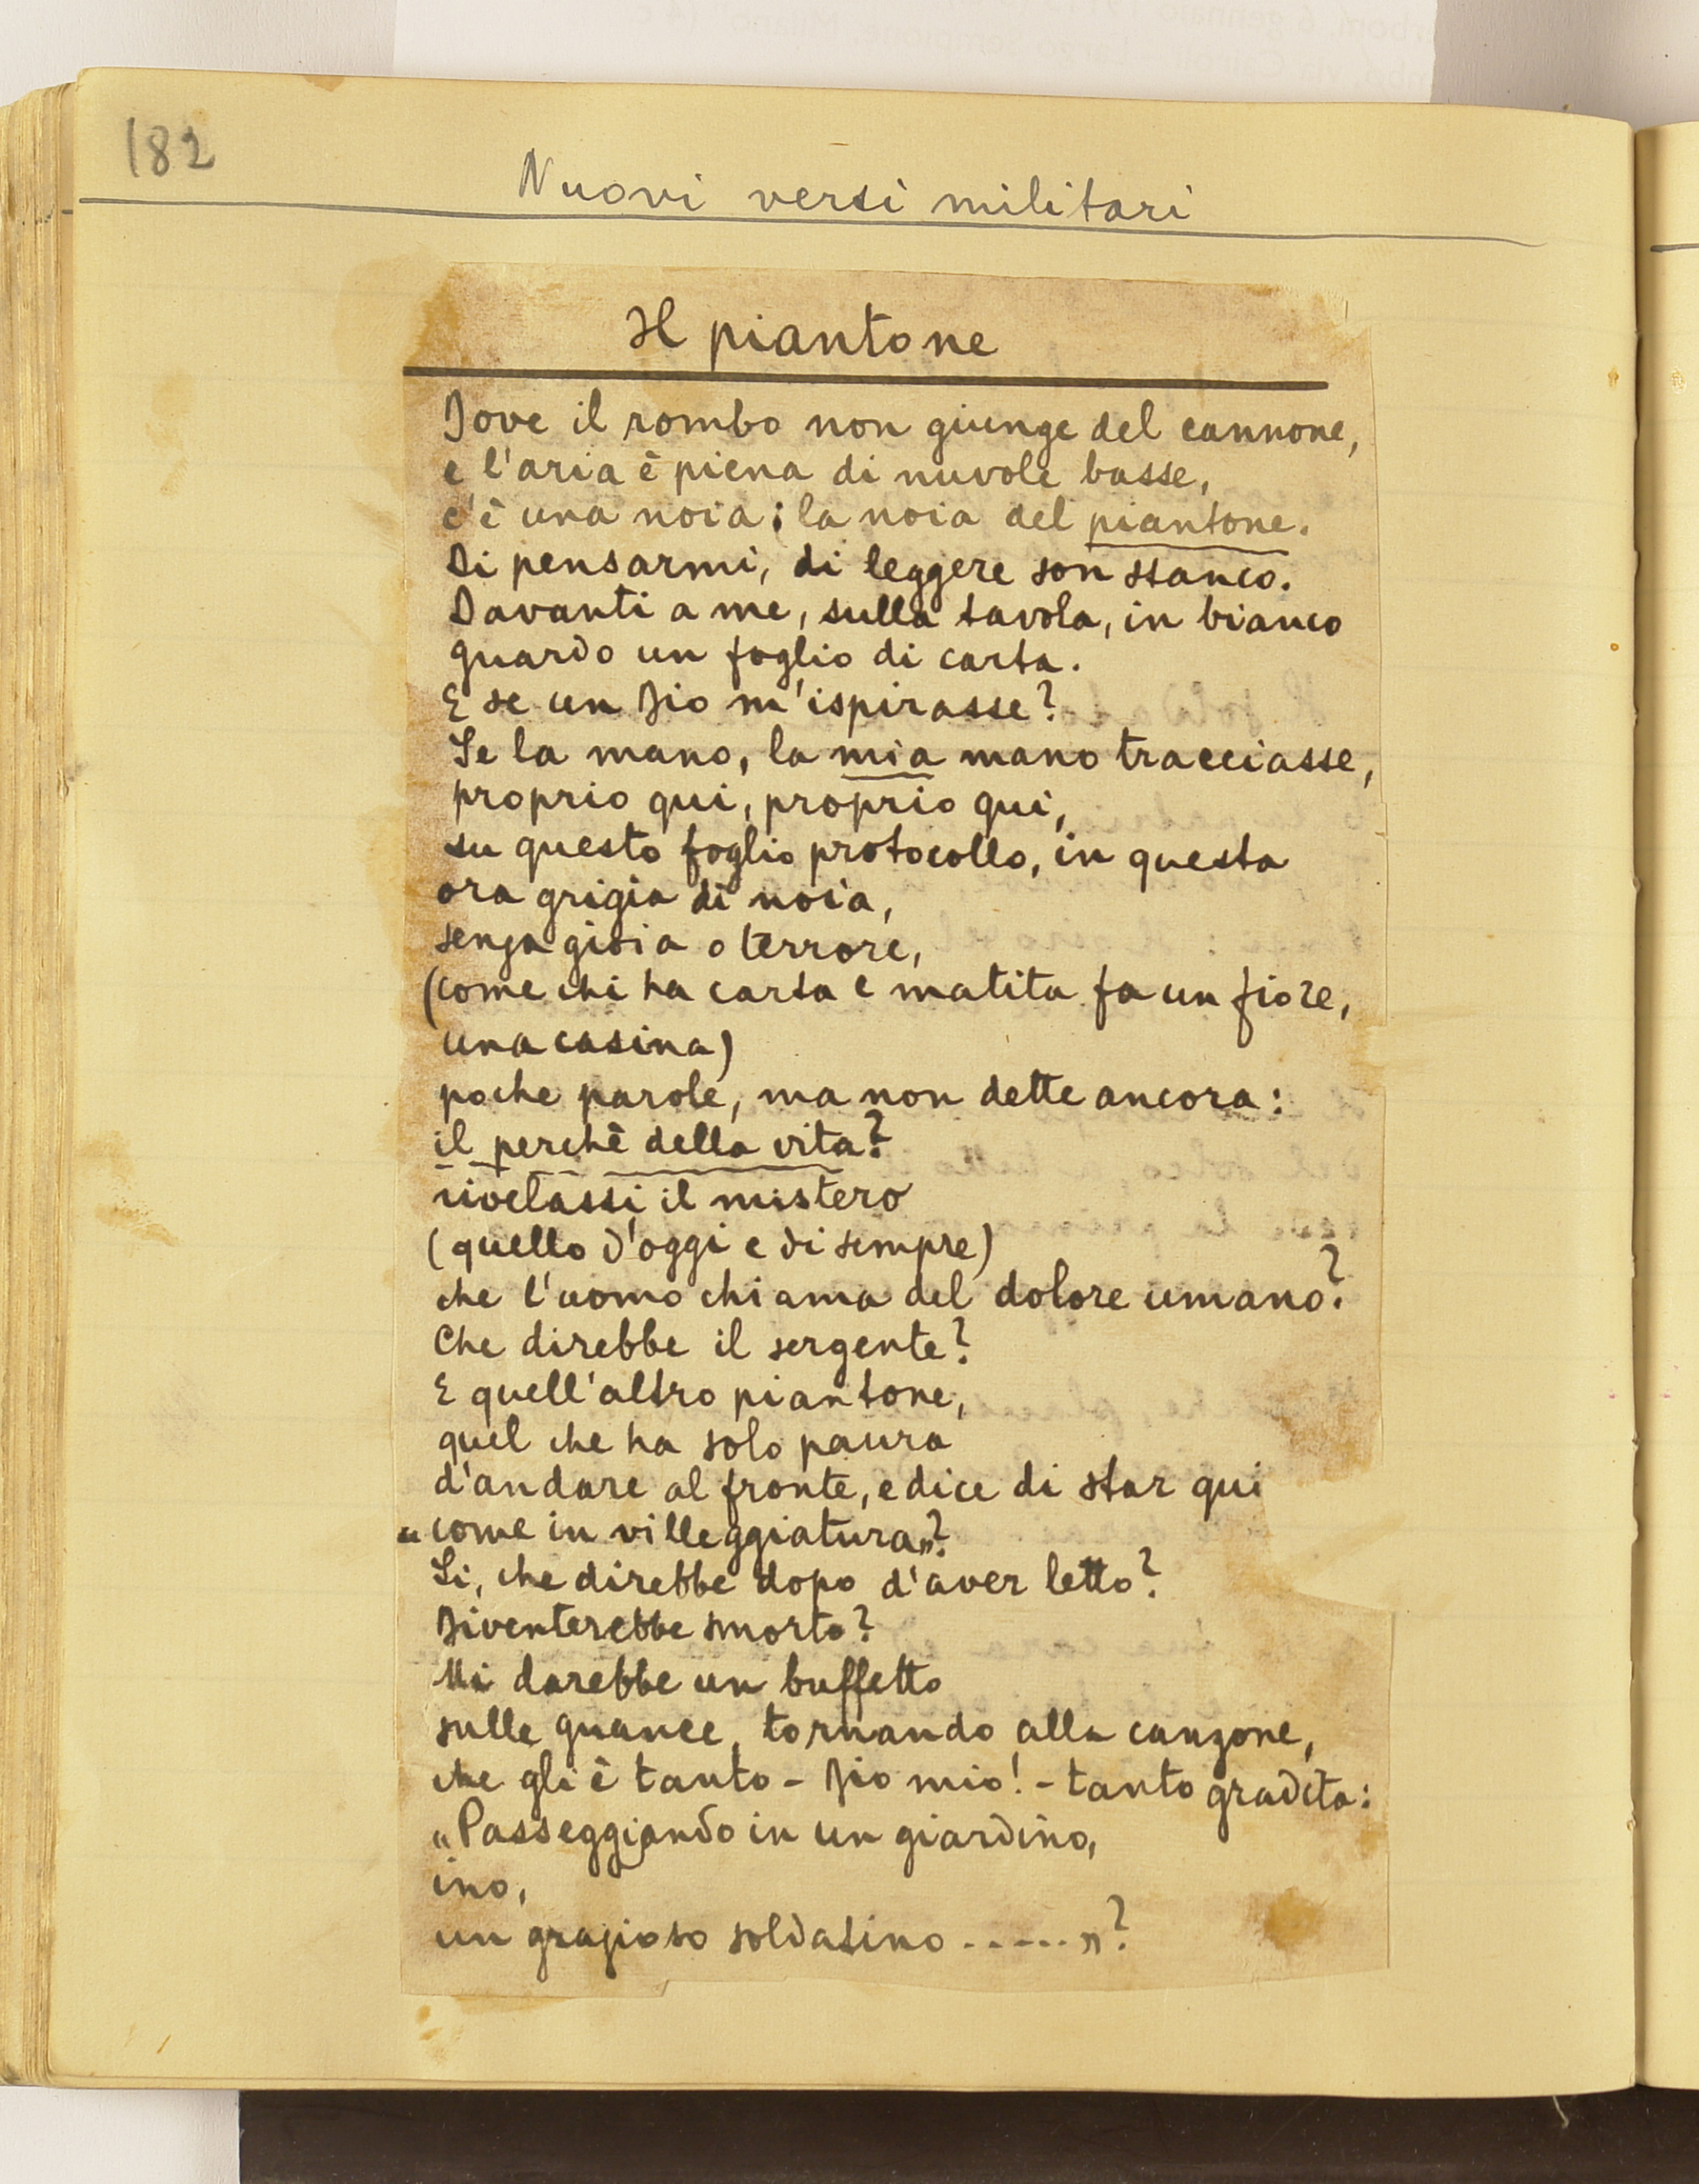 182
Nuovi versi militari
Il piantone
Dove il rombo non giunge del cannone,
e l'aria è piena di nuvole basse,
c'è una noia; la noia del piantone.
Di pensarmi, di leggere son stanco.
Davanti a me, sulla tavola, in bianco
guardo un foglio di carta.
E se un Dio m'ispirasse?
Se la mano, la mia mano tracciasse,
proprio qui, proprio qui,
su questo foglio protocollo, in questa
ora grigia di noia,
senza gioia o terrore,
(come chi ha carta e matita fa un fiore,
una casina)
poche parole, ma non dette ancora:
il perchè della vita?
rivelassi il mistero
(quello d'oggi e di sempre)
che l'uomo chiama del dolore umano?
Che direbbe il sergente?
E quell'altro piantone,
quel che ha solo paura
d'andare al fronte, e dice di star qui
"come in villeggiatura"?
Si, che direbbe dopo d'aver letto?
Diventerebbe smorto?
Mi darebbe un buffetto
sulle guance, tornando alla canzone,
che gli è tanto - Dio mio! - tanto gradita:
"Passeggiando in un giardino,
ino,
un grazioso soldatino ......"?